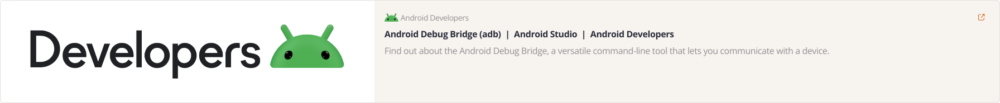 Developers
Android Developers
Android Debug Bridge (adb) | Android Studio | Android Developers
Find out about the Android Debug Bridge, a versatile command-line tool that lets you communicate with a device.